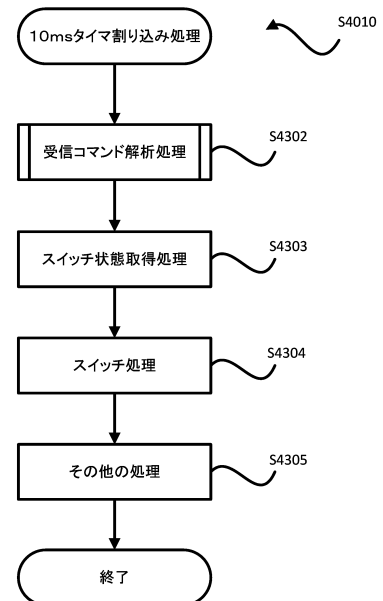 10msタイマ割り込み処理
S4010
受信コマンド解析処理
S4302
スイッチ状態取得処理
S4303
スイッチ処理
S4304
その他の処理
S4305
終了